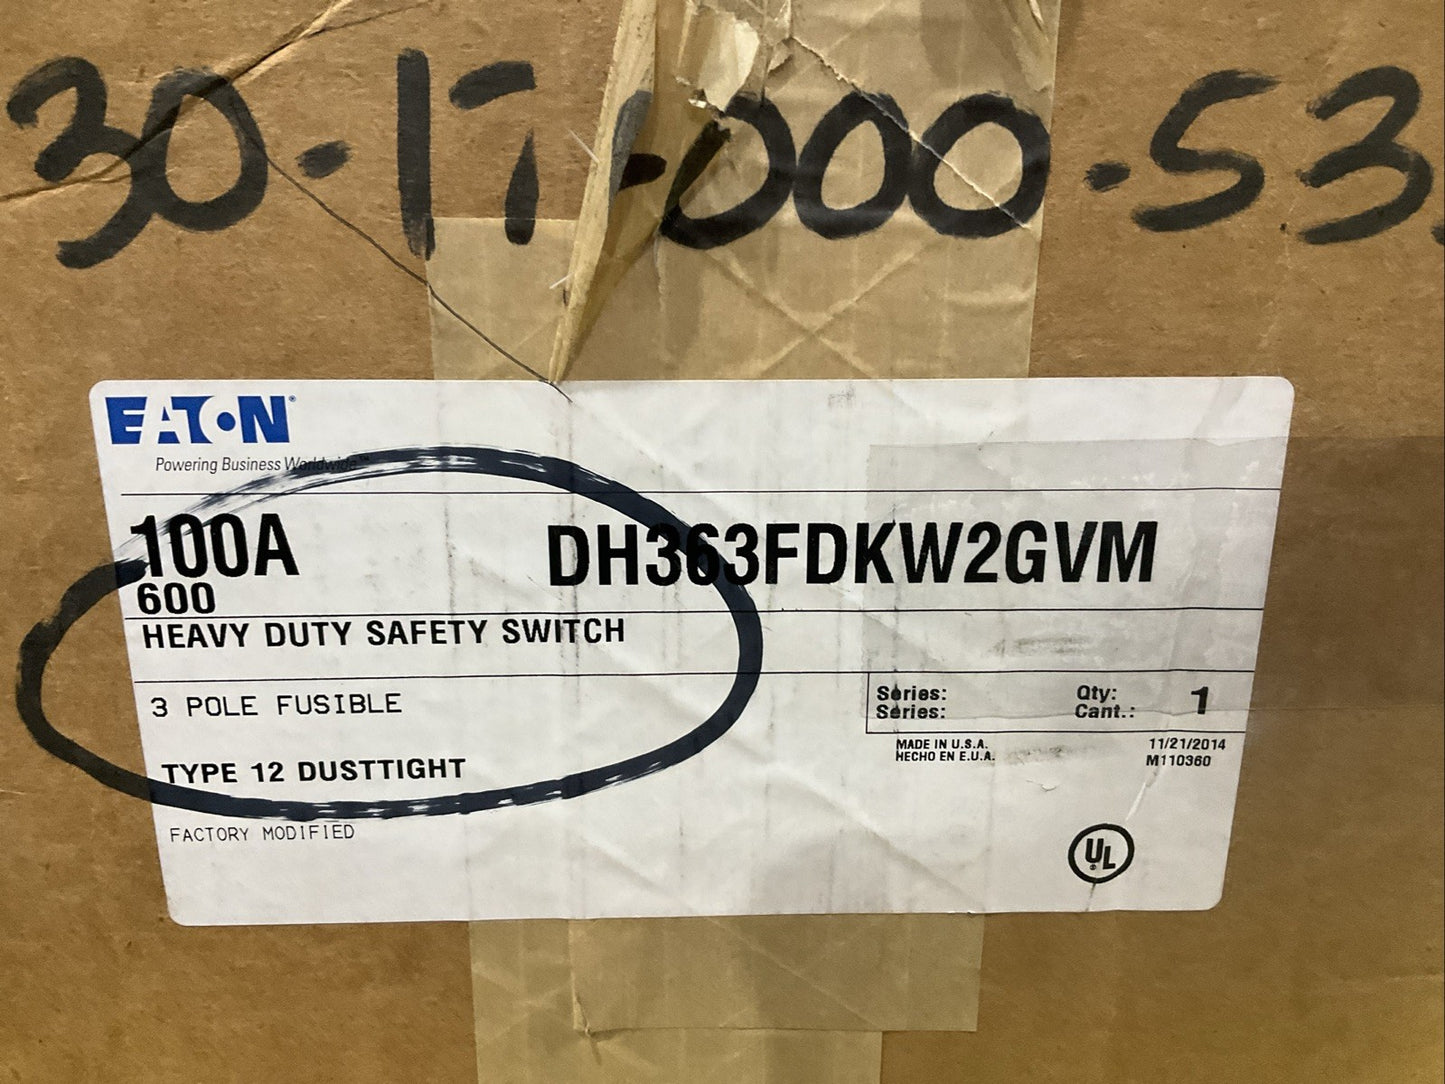 30-17-000-53
EATON®
Powering Business Worldwide™
100A DH363FDKW2GVM
600
HEAVY DUTY SAFETY SWITCH
3 POLE FUSIBLE
Series: Qty: 1
Series: Cant.:
TYPE 12 DUSTTIGHT
MADE IN U.S.A. 11/21/2014
HECHO EN E.U.A. M110360
FACTORY MODIFIED
UL